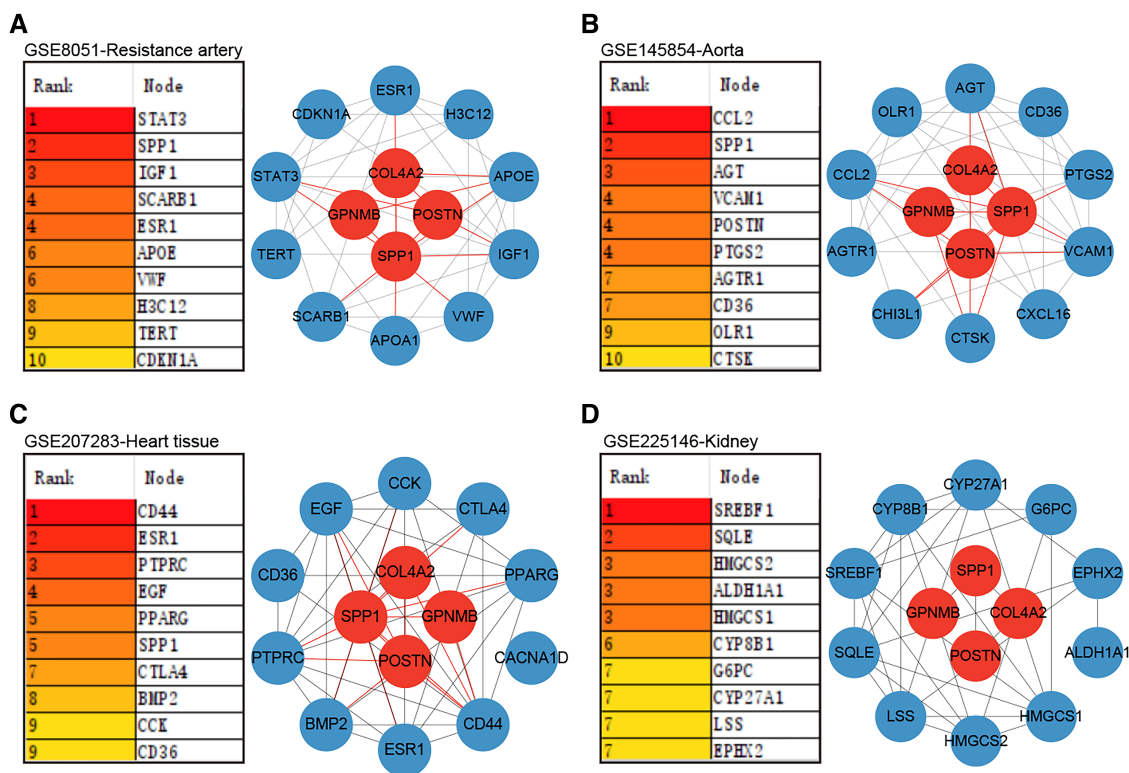 A
GSE8051-Resistance artery
Rank Node
1 STAT3
2 SPP1
3 IGF1
4 SCARB1
4 ESR1
6 APOE
6 VWF
8 H3C12
9 TERT
10 CDKN1A
ESR1
CDKN1A
H3C12
STAT3
COL4A2
APOE
GPNMB
POSTN
TERT
SPP1
IGF1
SCARB1
VWF
APOA1
B
GSE145854-Aorta
Rank Node
1 CCL2
2 SPP1
3 AGT
4 VCAM1
4 POSTN
4 PTGS2
7 AGTR1
7 CD36
9 OLR1
10 CTSK
AGT
OLR1
CD36
CCL2
COL4A2
PTGS2
GPNMB
SPP1
AGTR1
POSTN
VCAM1
CHI3L1
CXCL16
CTSK
C
GSE207283-Heart tissue
Rank Node
1 CD44
2 ESR1
3 PTPRC
4 EGF
5 PPARG
5 SPP1
7 CTLA4
8 BMP2
9 CCK
9 CD36
CCK
EGF
CTLA4
CD36
COL4A2
PPARG
SPP1
GPNMB
PTPRC
POSTN
CACNA1D
BMP2
CD44
ESR1
D
GSE225146-Kidney
Rank Node
1 SREBF1
2 SQLE
3 HMGCS2
3 ALDH1A1
3 HMGCS1
6 CYP8B1
7 G6PC
7 CYP27A1
7 LSS
7 EPHX2
CYP27A1
CYP8B1
G6PC
SREBF1
SPP1
EPHX2
GPNMB
COL4A2
SQLE
POSTN
ALDH1A1
LSS
HMGCS1
HMGCS2